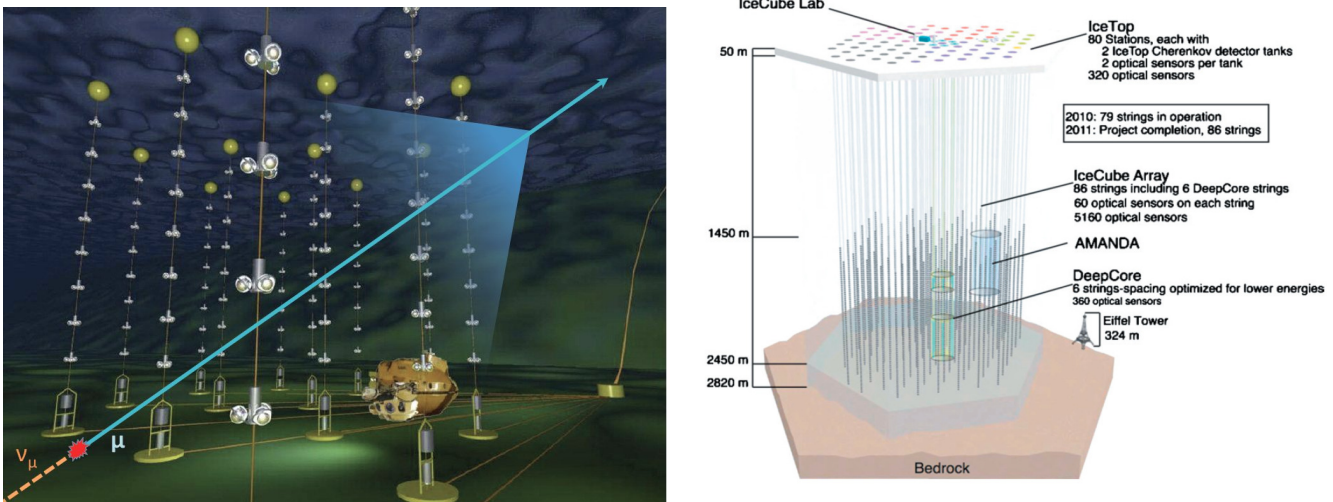 ν_μ
μ
IceCube Lab
IceTop
80 Stations, each with
2 IceTop Cherenkov detector tanks
2 optical sensors per tank
320 optical sensors
50 m
2010: 79 strings in operation
2011: Project completion, 86 strings
IceCube Array
86 strings including 6 DeepCore strings
60 optical sensors on each string
5160 optical sensors
1450 m
AMANDA
DeepCore
6 strings-spacing optimized for lower energies
360 optical sensors
Eiffel Tower
324 m
2450 m
2820 m
Bedrock